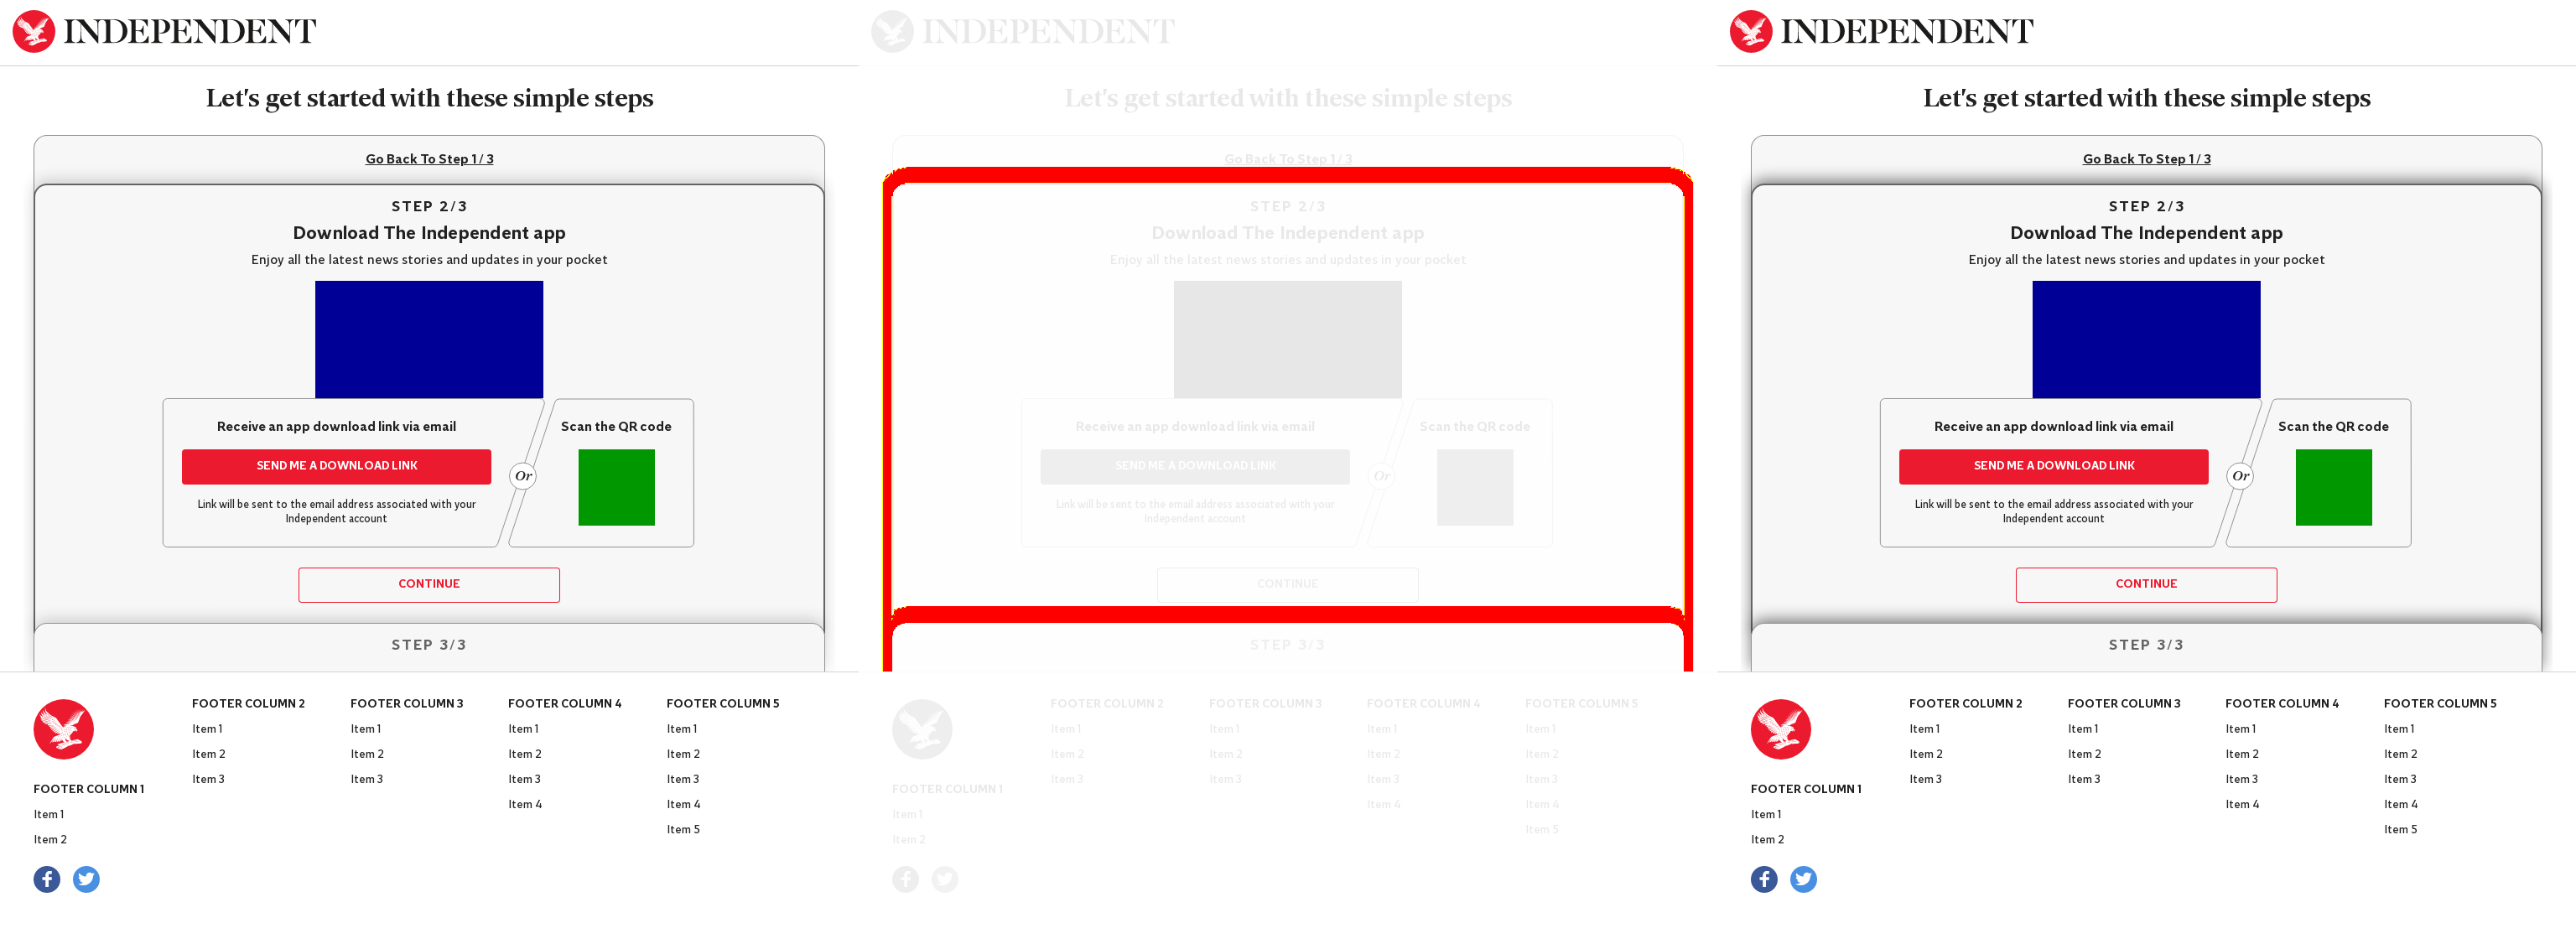 INDEPENDENT
Let's get started with these simple steps
Go Back To Step 1 / 3
STEP 2/3
Download The Independent app
Enjoy all the latest news stories and updates in your pocket
Receive an app download link via email
SEND ME A DOWNLOAD LINK
Link will be sent to the email address associated with your
Independent account
Or
Scan the QR code
CONTINUE
STEP 3/3
FOOTER COLUMN 1
Item 1
Item 2
FOOTER COLUMN 2
Item 1
Item 2
Item 3
FOOTER COLUMN 3
Item 1
Item 2
Item 3
FOOTER COLUMN 4
Item 1
Item 2
Item 3
Item 4
FOOTER COLUMN 5
Item 1
Item 2
Item 3
Item 4
Item 5
INDEPENDENT
Let's get started with these simple steps
Go Back To Step 1 / 3
STEP 2/3
Download The Independent app
Enjoy all the latest news stories and updates in your pocket
Receive an app download link via email
SEND ME A DOWNLOAD LINK
Link will be sent to the email address associated with your
Independent account
Or
Scan the QR code
CONTINUE
STEP 3/3
FOOTER COLUMN 1
Item 1
Item 2
FOOTER COLUMN 2
Item 1
Item 2
Item 3
FOOTER COLUMN 3
Item 1
Item 2
Item 3
FOOTER COLUMN 4
Item 1
Item 2
Item 3
Item 4
FOOTER COLUMN 5
Item 1
Item 2
Item 3
Item 4
Item 5
INDEPENDENT
Let's get started with these simple steps
Go Back To Step 1 / 3
STEP 2/3
Download The Independent app
Enjoy all the latest news stories and updates in your pocket
Receive an app download link via email
SEND ME A DOWNLOAD LINK
Link will be sent to the email address associated with your
Independent account
Or
Scan the QR code
CONTINUE
STEP 3/3
FOOTER COLUMN 1
Item 1
Item 2
FOOTER COLUMN 2
Item 1
Item 2
Item 3
FOOTER COLUMN 3
Item 1
Item 2
Item 3
FOOTER COLUMN 4
Item 1
Item 2
Item 3
Item 4
FOOTER COLUMN 5
Item 1
Item 2
Item 3
Item 4
Item 5